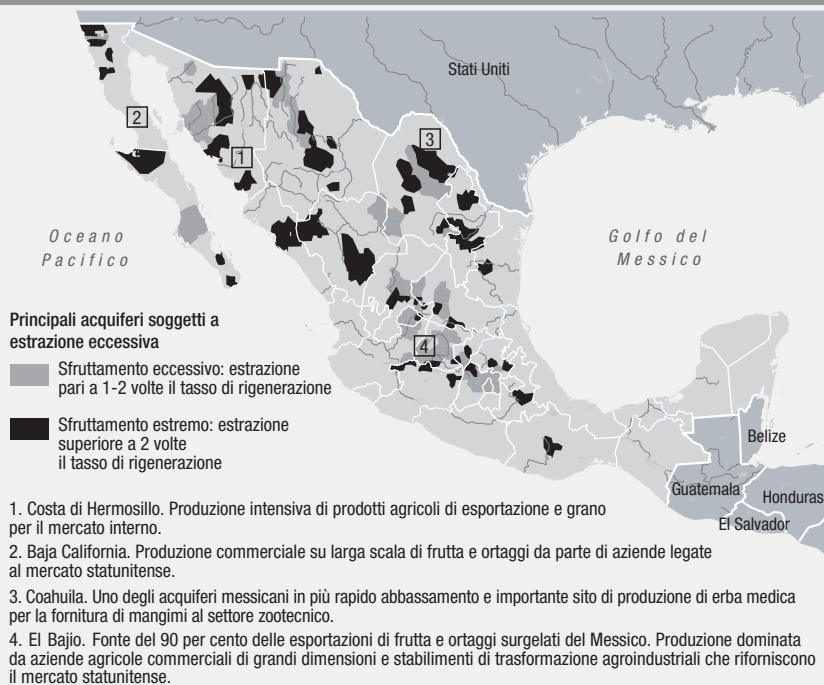 Stati Uniti
3
2
1
Oceano
Pacifico
Golfo del
Messico
Principali acquiferi soggetti a
estrazione eccessiva
Sfruttamento eccessivo: estrazione
pari a 1-2 volte il tasso di rigenerazione
Sfruttamento estremo: estrazione
superiore a 2 volte
il tasso di rigenerazione
4
Belize
Guatemala
Honduras
El Salvador
1. Costa di Hermosillo. Produzione intensiva di prodotti agricoli di esportazione e grano
per il mercato interno.
2. Baja California. Produzione commerciale su larga scala di frutta e ortaggi da parte di aziende legate
al mercato statunitense.
3. Coahuila. Uno degli acquiferi messicani in più rapido abbassamento e importante sito di produzione di erba medica
per la fornitura di mangimi al settore zootecnico.
4. El Bajio. Fonte del 90 per cento delle esportazioni di frutta e ortaggi surgelati del Messico. Produzione dominata
da aziende agricole commerciali di grandi dimensioni e stabilimenti di trasformazione agroindustriali che riforniscono
il mercato statunitense.